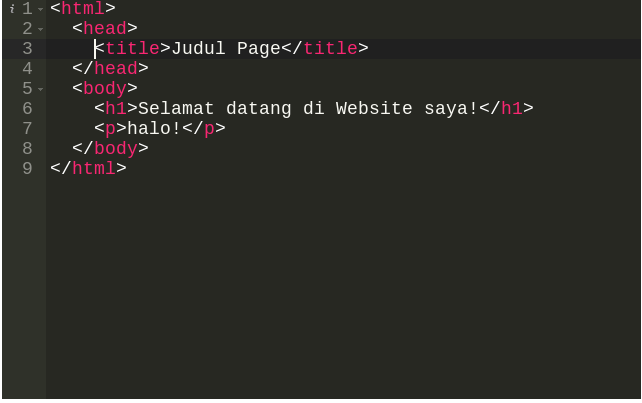 i 1 <html>
2 <head>
3 <title>Judul Page</title>
4 </head>
5 <body>
6 <h1>Selamat datang di Website saya!</h1>
7 <p>halo!</p>
8 </body>
9 </html>